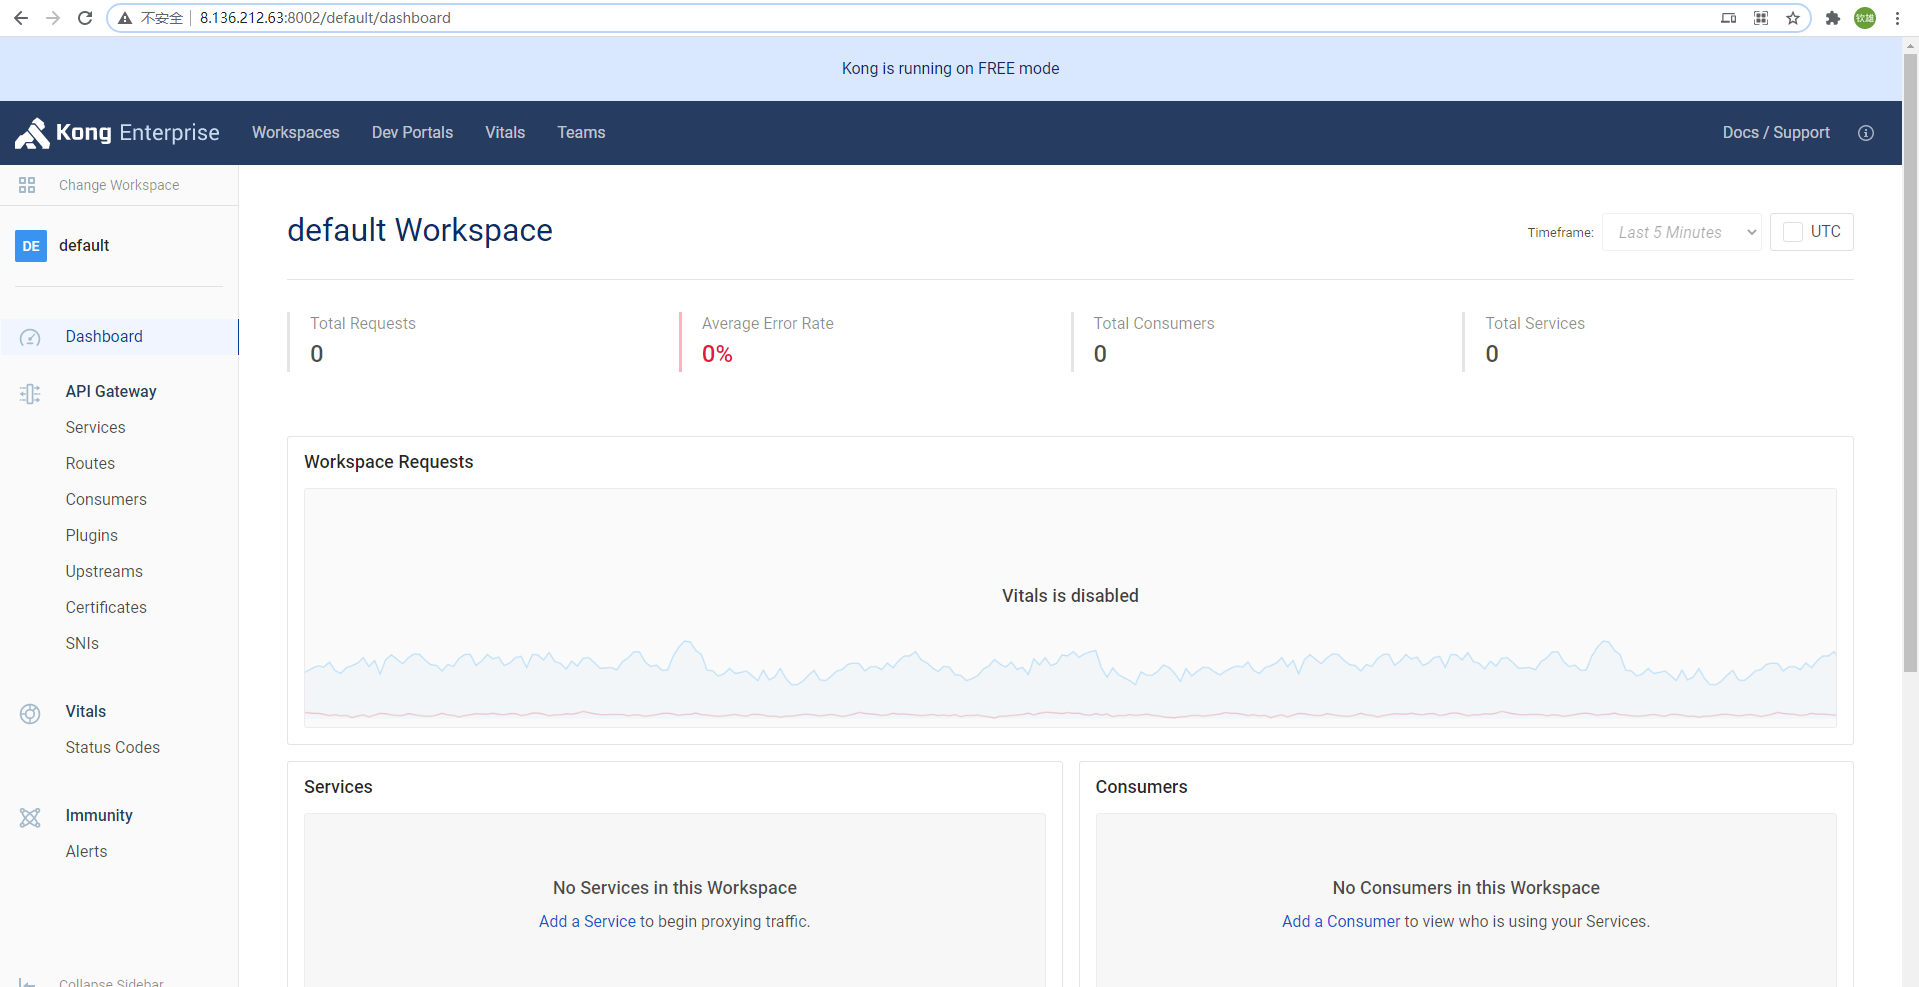 不安全 8.136.212.63:8002/default/dashboard 钦雄
Kong is running on FREE mode
Kong Enterprise Workspaces Dev Portals Vitals Teams Docs / Support
Change Workspace
DE default
default Workspace
Timeframe: Last 5 Minutes UTC
Total Requests
0
Average Error Rate
0%
Total Consumers
0
Total Services
0
Dashboard
API Gateway
Services
Routes
Consumers
Plugins
Upstreams
Certificates
SNIs
Vitals
Status Codes
Immunity
Alerts
Collapse Sidebar
Workspace Requests
Vitals is disabled
Services
No Services in this Workspace
Add a Service to begin proxying traffic.
Consumers
No Consumers in this Workspace
Add a Consumer to view who is using your Services.